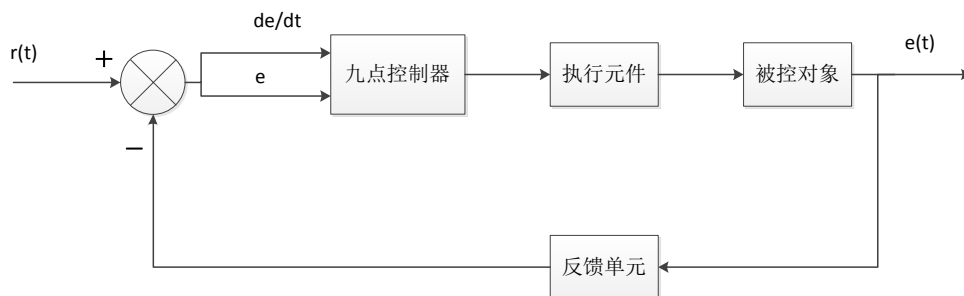 de/dt
r(t)
+
e
九点控制器
执行元件
被控对象
e(t)
−
反馈单元